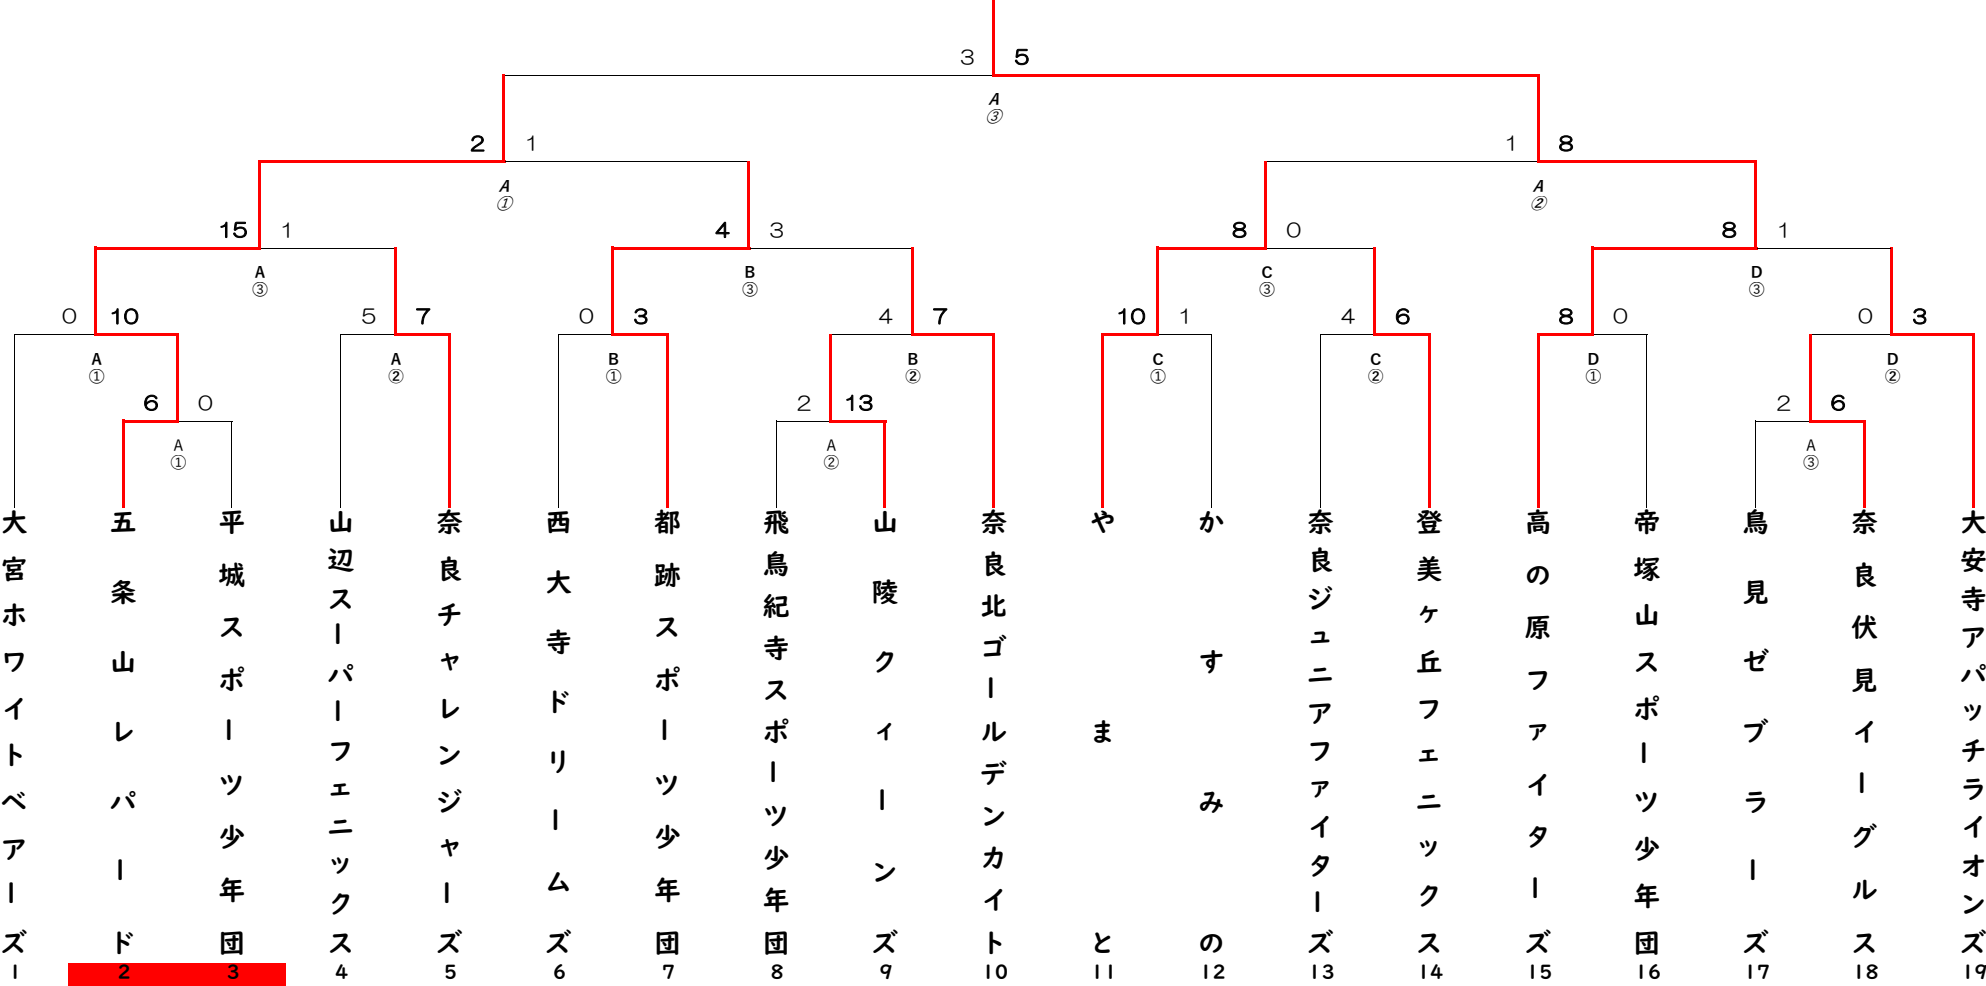 3 5
A
③
2 1
1 8
A
①
A
②
15 1
4 3
8 0
8 1
A
③
B
③
C
③
D
③
0 10
5 7
0 3
4 7
10 1
4 6
8 0
0 3
A
①
A
②
B
①
B
②
C
①
C
②
D
①
D
②
6 0
2 13
2 6
A
①
A
②
A
③
大宮ホワイトベアーズ
五条山レパード
平城スポーツ少年団
山辺スーパーフェニックス
奈良チャレンジャーズ
西大寺ドリームズ
都跡スポーツ少年団
飛鳥紀寺スポーツ少年団
山陵クィーンズ
奈良北ゴールデンカイト
やまと
かすみの
奈良ジュニアファイターズ
登美ヶ丘フェニックス
高の原ファイターズ
帝塚山スポーツ少年団
鳥見ゼブラーズ
奈良伏見イーグルス
大安寺アパッチライオンズ
1 2 3 4 5 6 7 8 9 10 11 12 13 14 15 16 17 18 19